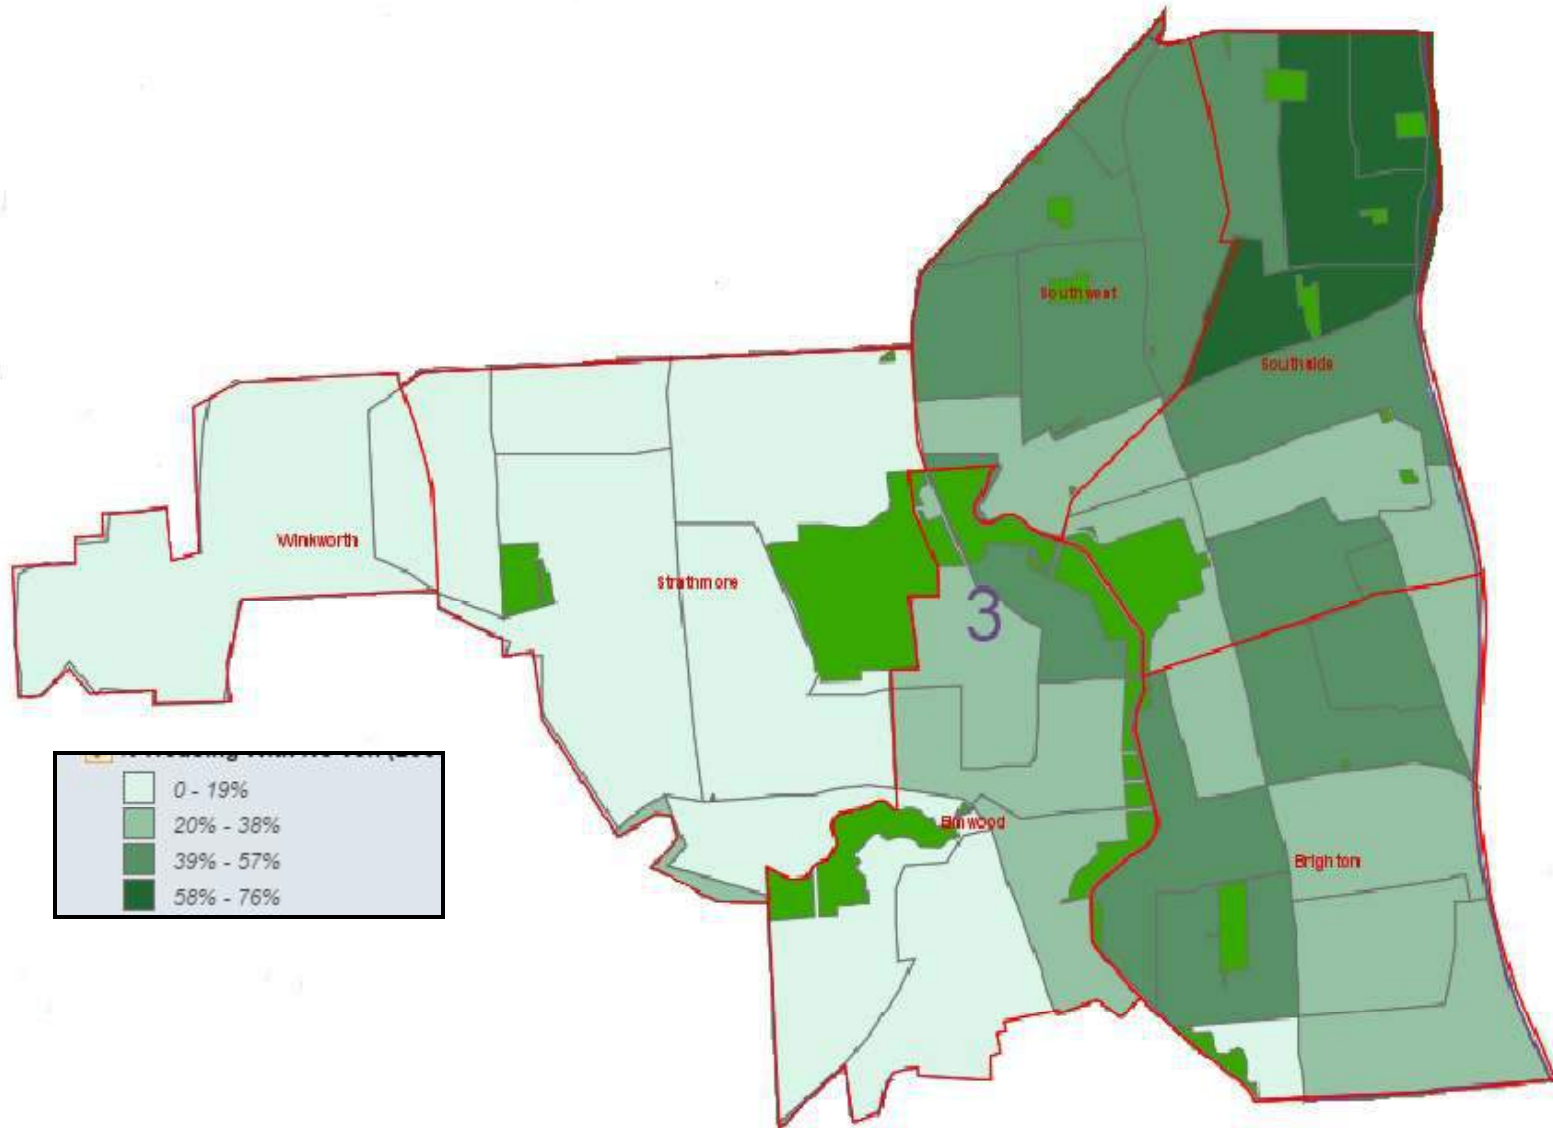 Southwest
Southside
Winkworth
Strathmore
3
Elmwood
Brighton
0 - 19%
20% - 38%
39% - 57%
58% - 76%